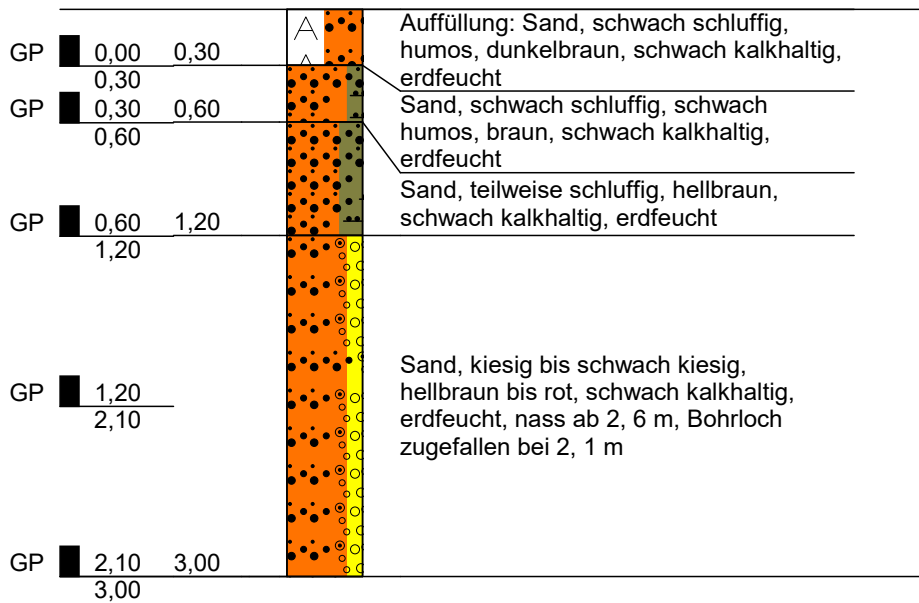 Auffüllung: Sand, schwach schluffig,
humos, dunkelbraun, schwach kalkhaltig,
erdfeucht
A
GP 0,00 0,30
0,30
Sand, schwach schluffig, schwach
humos, braun, schwach kalkhaltig,
erdfeucht
GP 0,30 0,60
0,60
Sand, teilweise schluffig, hellbraun,
schwach kalkhaltig, erdfeucht
GP 0,60 1,20
1,20
Sand, kiesig bis schwach kiesig,
hellbraun bis rot, schwach kalkhaltig,
erdfeucht, nass ab 2, 6 m, Bohrloch
zugefallen bei 2, 1 m
GP 1,20
2,10
GP 2,10 3,00
3,00